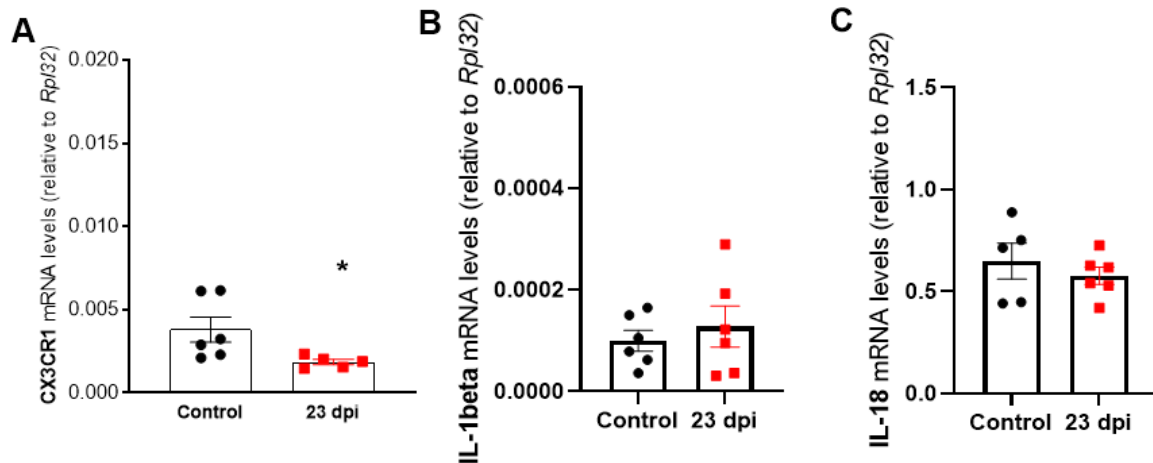 A
CX3CR1 mRNA levels (relative to Rpl32)
0.020
0.015
0.010
0.005
0.000
*
Control
23 dpi
B
IL-1beta mRNA levels (relative to Rpl32)
0.0006
0.0004
0.0002
0.0000
Control
23 dpi
C
IL-18 mRNA levels (relative to Rpl32)
1.5
1.0
0.5
0.0
Control
23 dpi